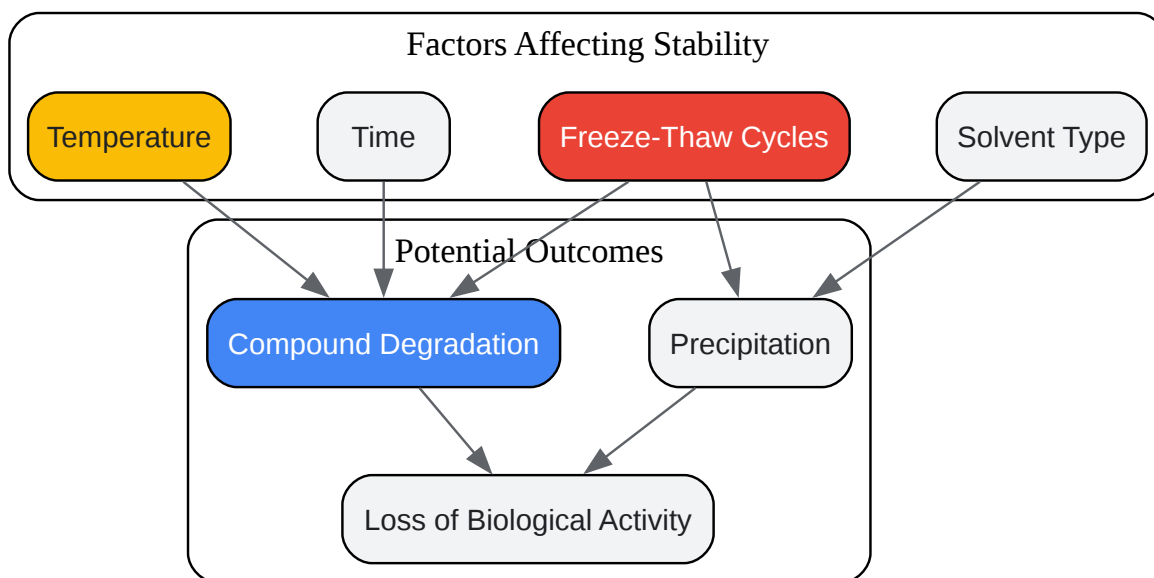 Factors Affecting Stability
Temperature
Time
Freeze-Thaw Cycles
Solvent Type
Potential Outcomes
Compound Degradation
Precipitation
Loss of Biological Activity